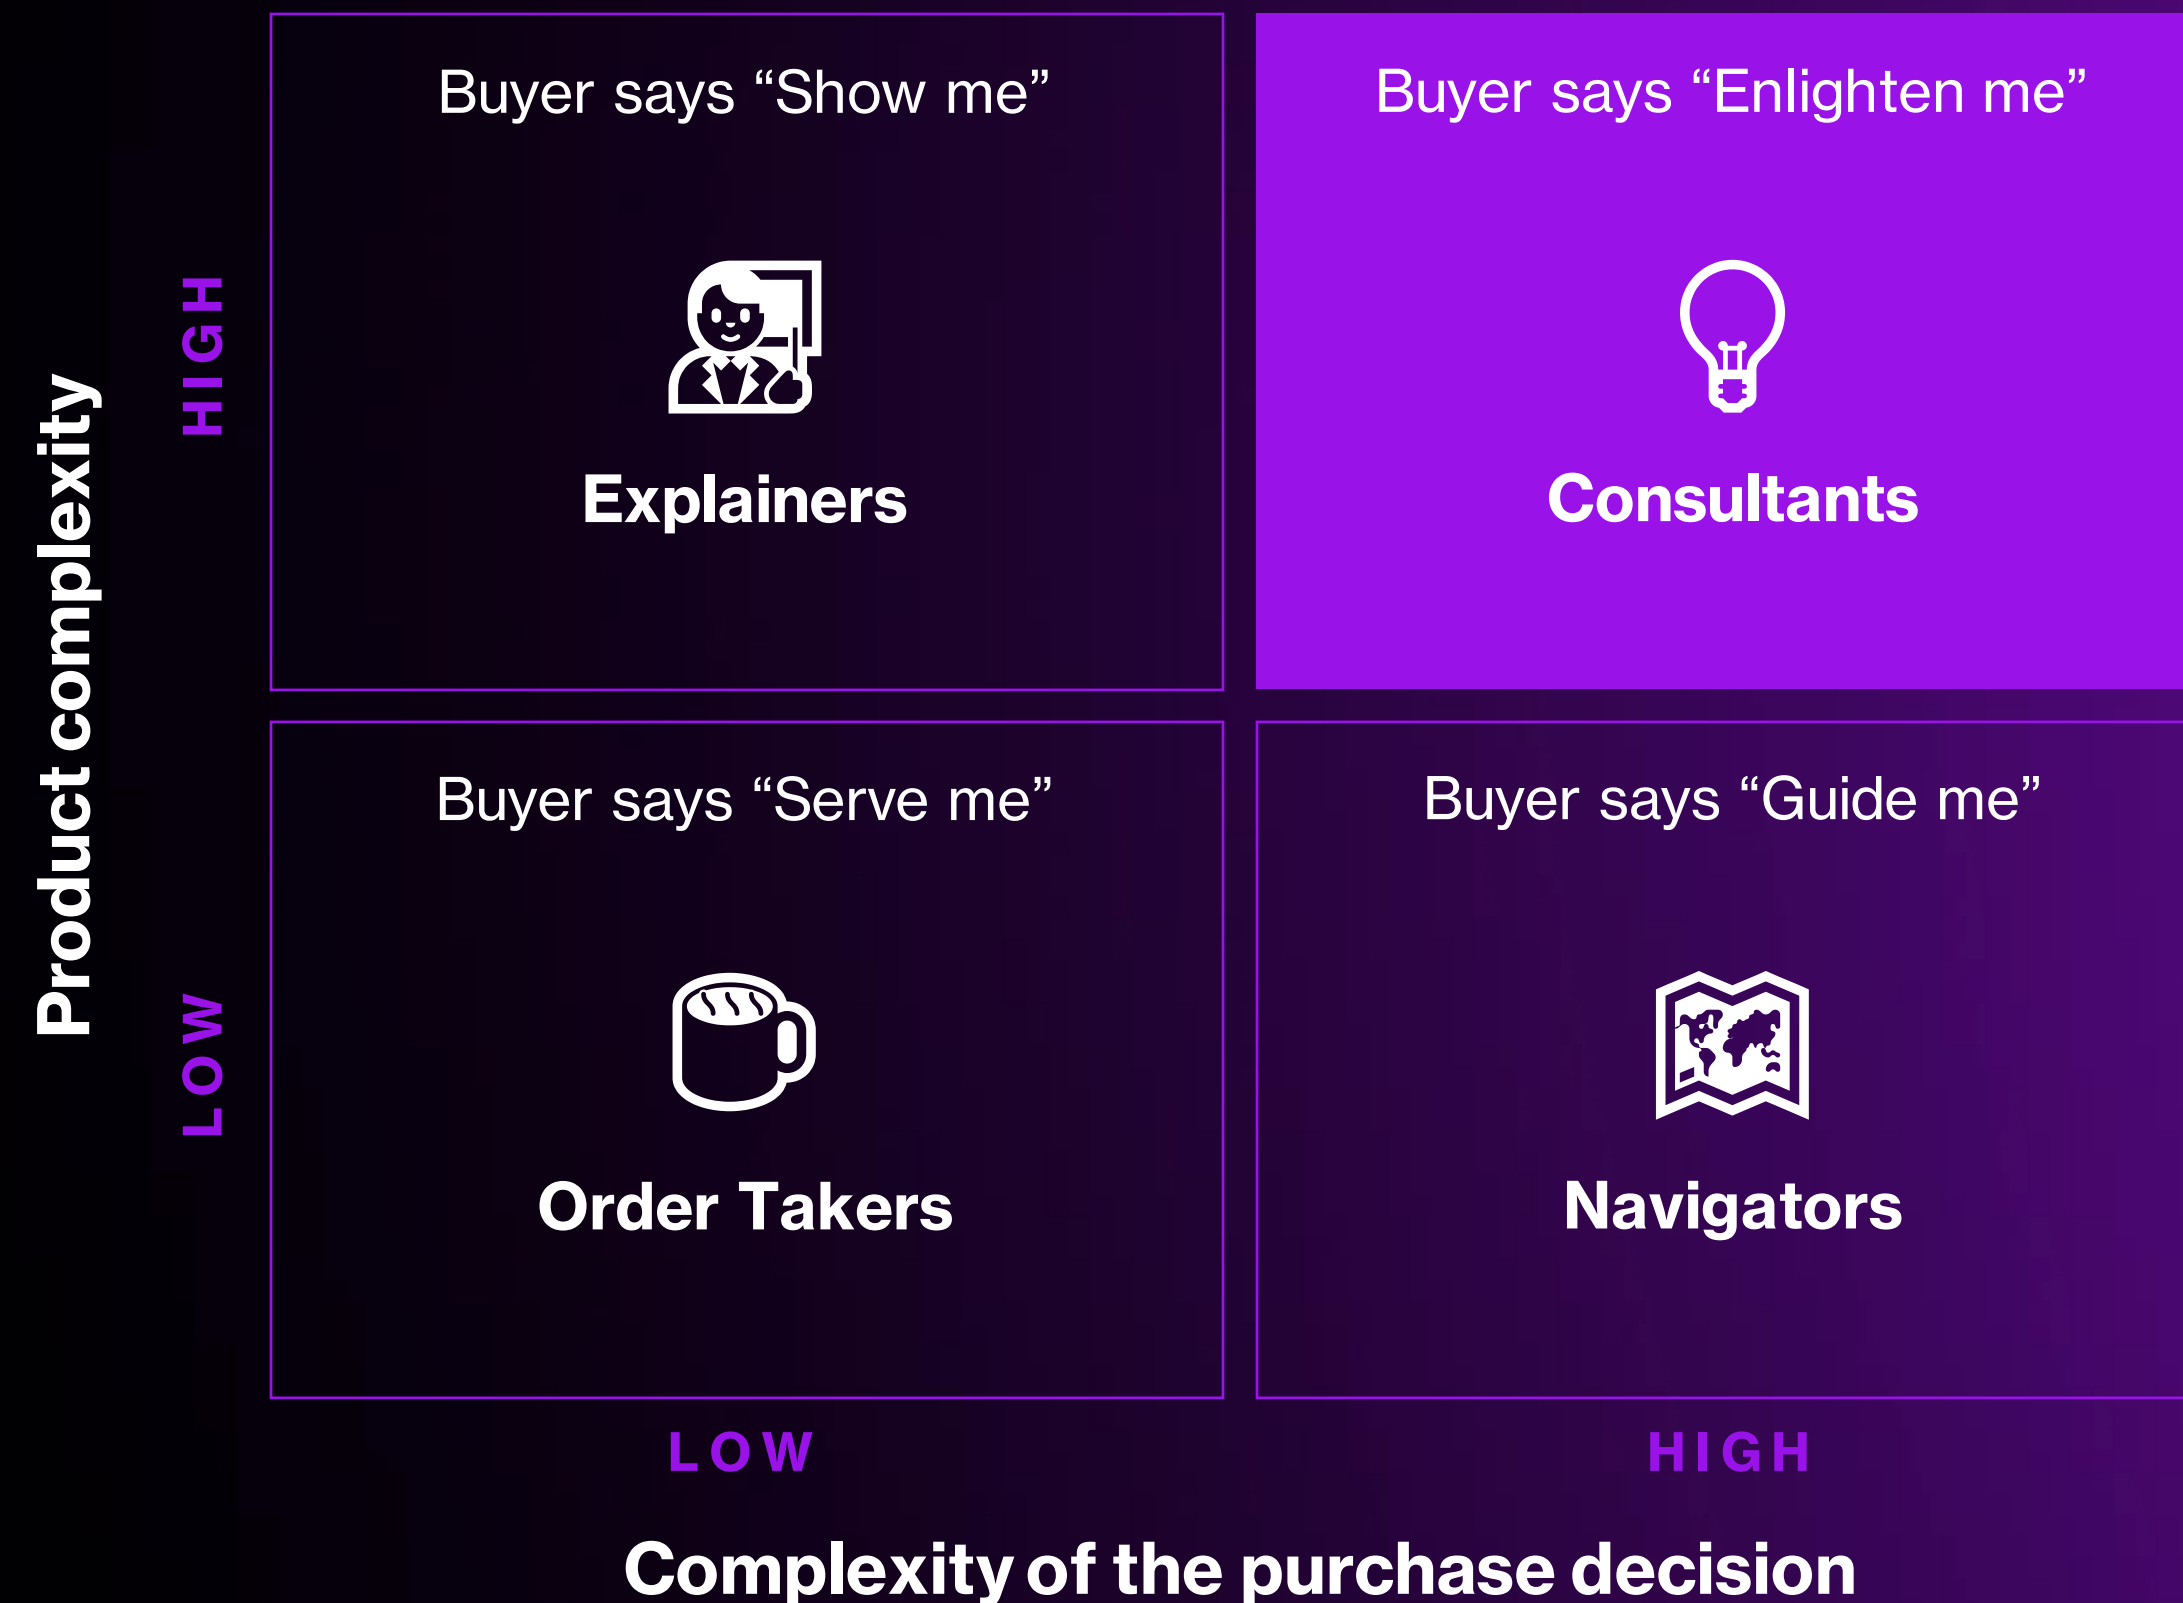 Product complexity
HIGH
Buyer says “Show me”
Explainers
Buyer says “Enlighten me”
Consultants
LOW
Buyer says “Serve me”
Order Takers
Buyer says “Guide me”
Navigators
LOW
HIGH
Complexity of the purchase decision